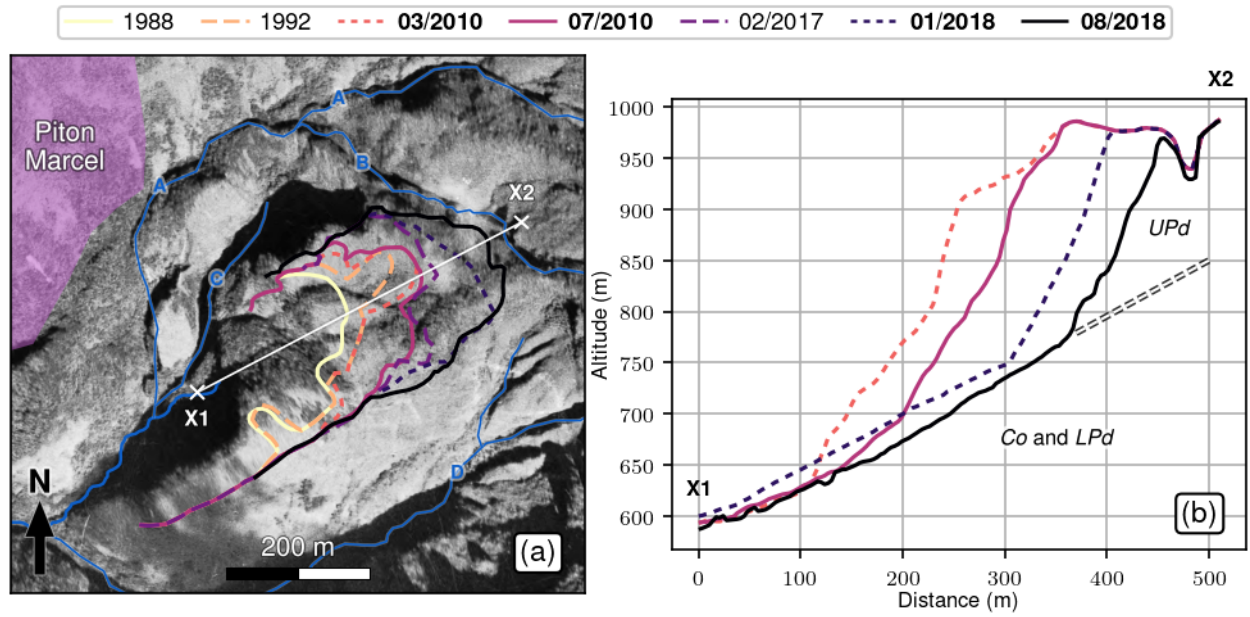 1988 1992 03/2010 07/2010 02/2017 01/2018 08/2018
Piton
Marcel
A
A
B
C
D
X2
X1
N
200 m
(a)
X2
1000
950
900
850
800
750
700
650
600
Altitude (m)
UPd
Co and LPd
X1
(b)
0 100 200 300 400 500
Distance (m)